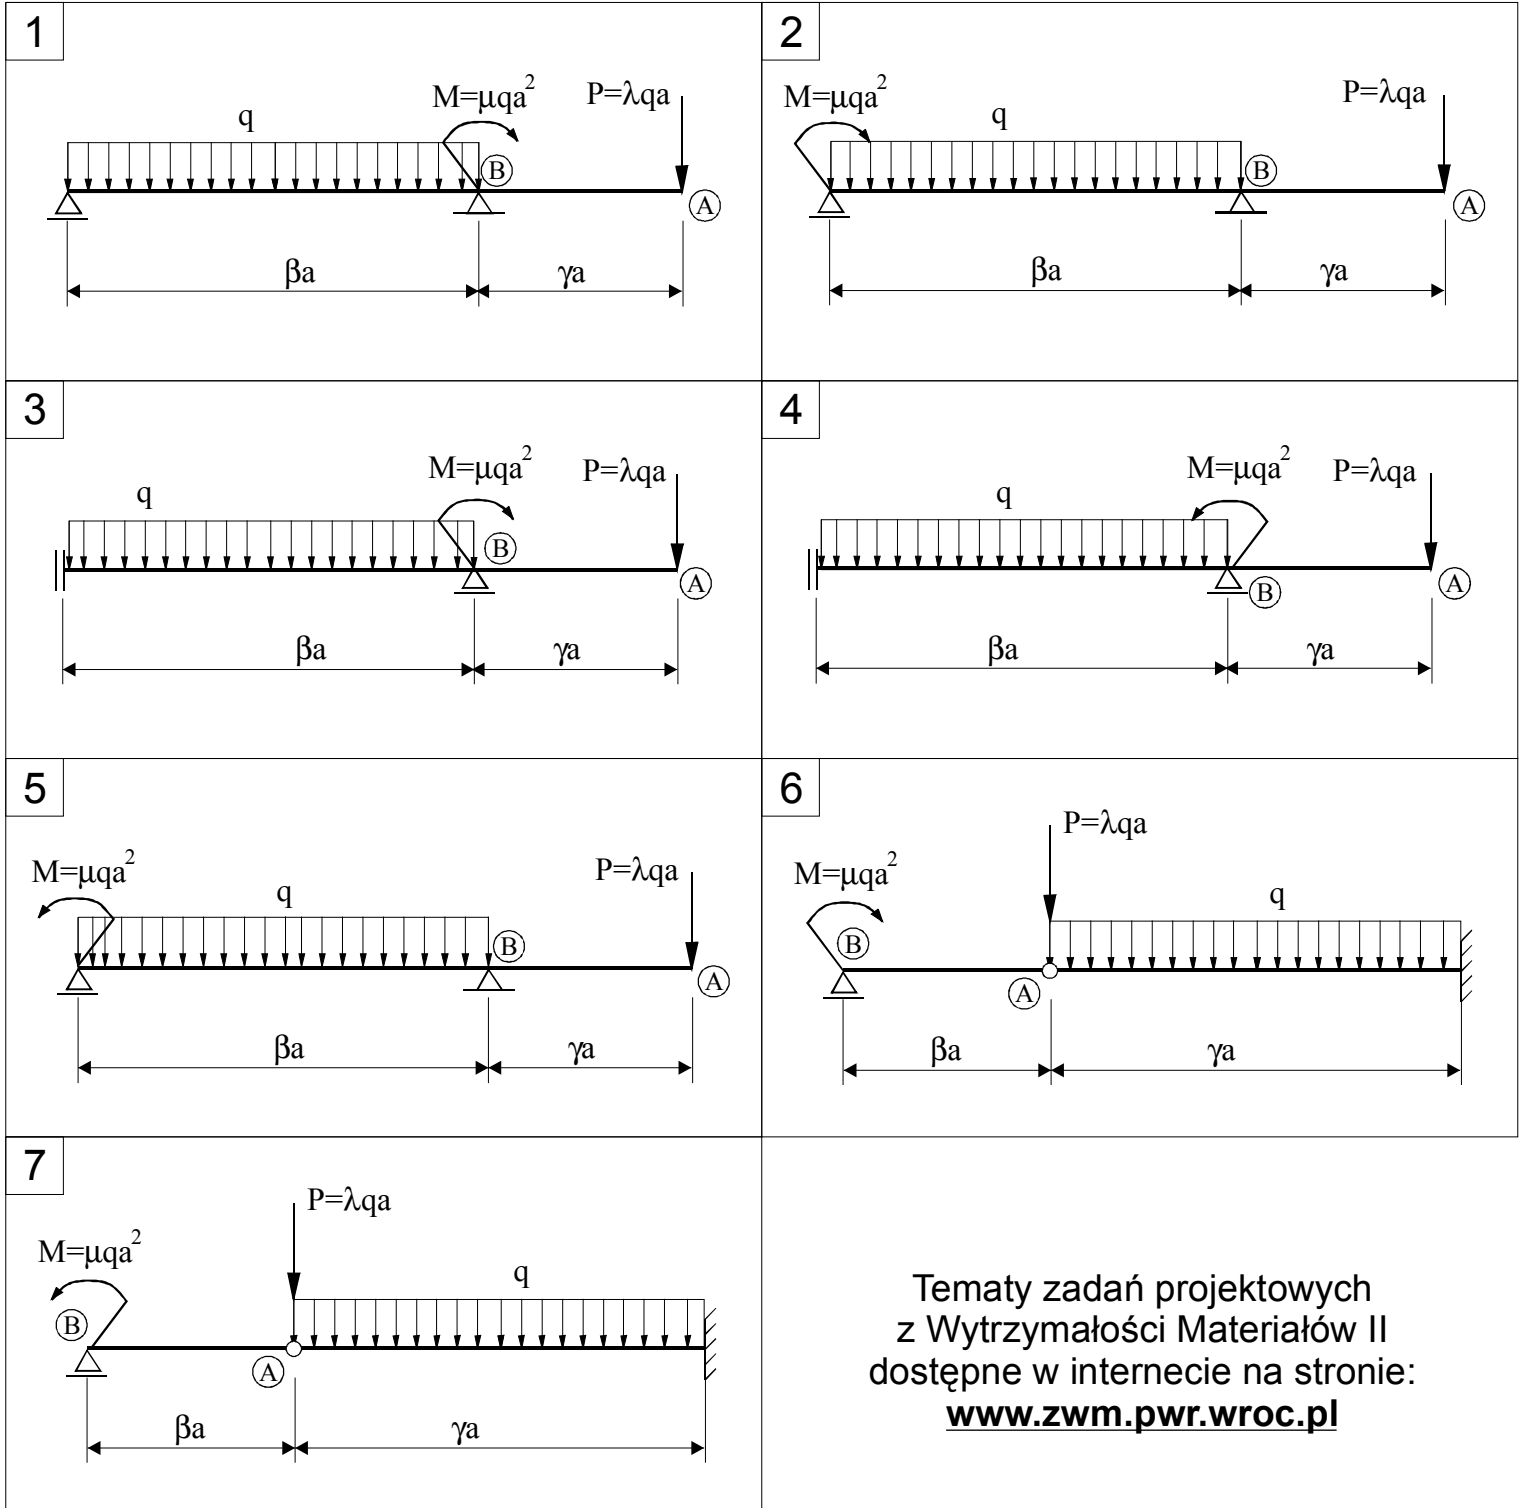 1
M=μqa²
P=λqa
q
B
A
βa
γa
2
M=μqa²
P=λqa
q
B
A
βa
γa
3
M=μqa²
P=λqa
q
B
A
βa
γa
4
M=μqa²
P=λqa
q
B
A
βa
γa
5
M=μqa²
P=λqa
q
B
A
βa
γa
6
P=λqa
M=μqa²
q
B
A
βa
γa
7
P=λqa
M=μqa²
q
B
A
βa
γa
Tematy zadań projektowych
z Wytrzymałości Materiałów II
dostępne w internecie na stronie:
www.zwm.pwr.wroc.pl